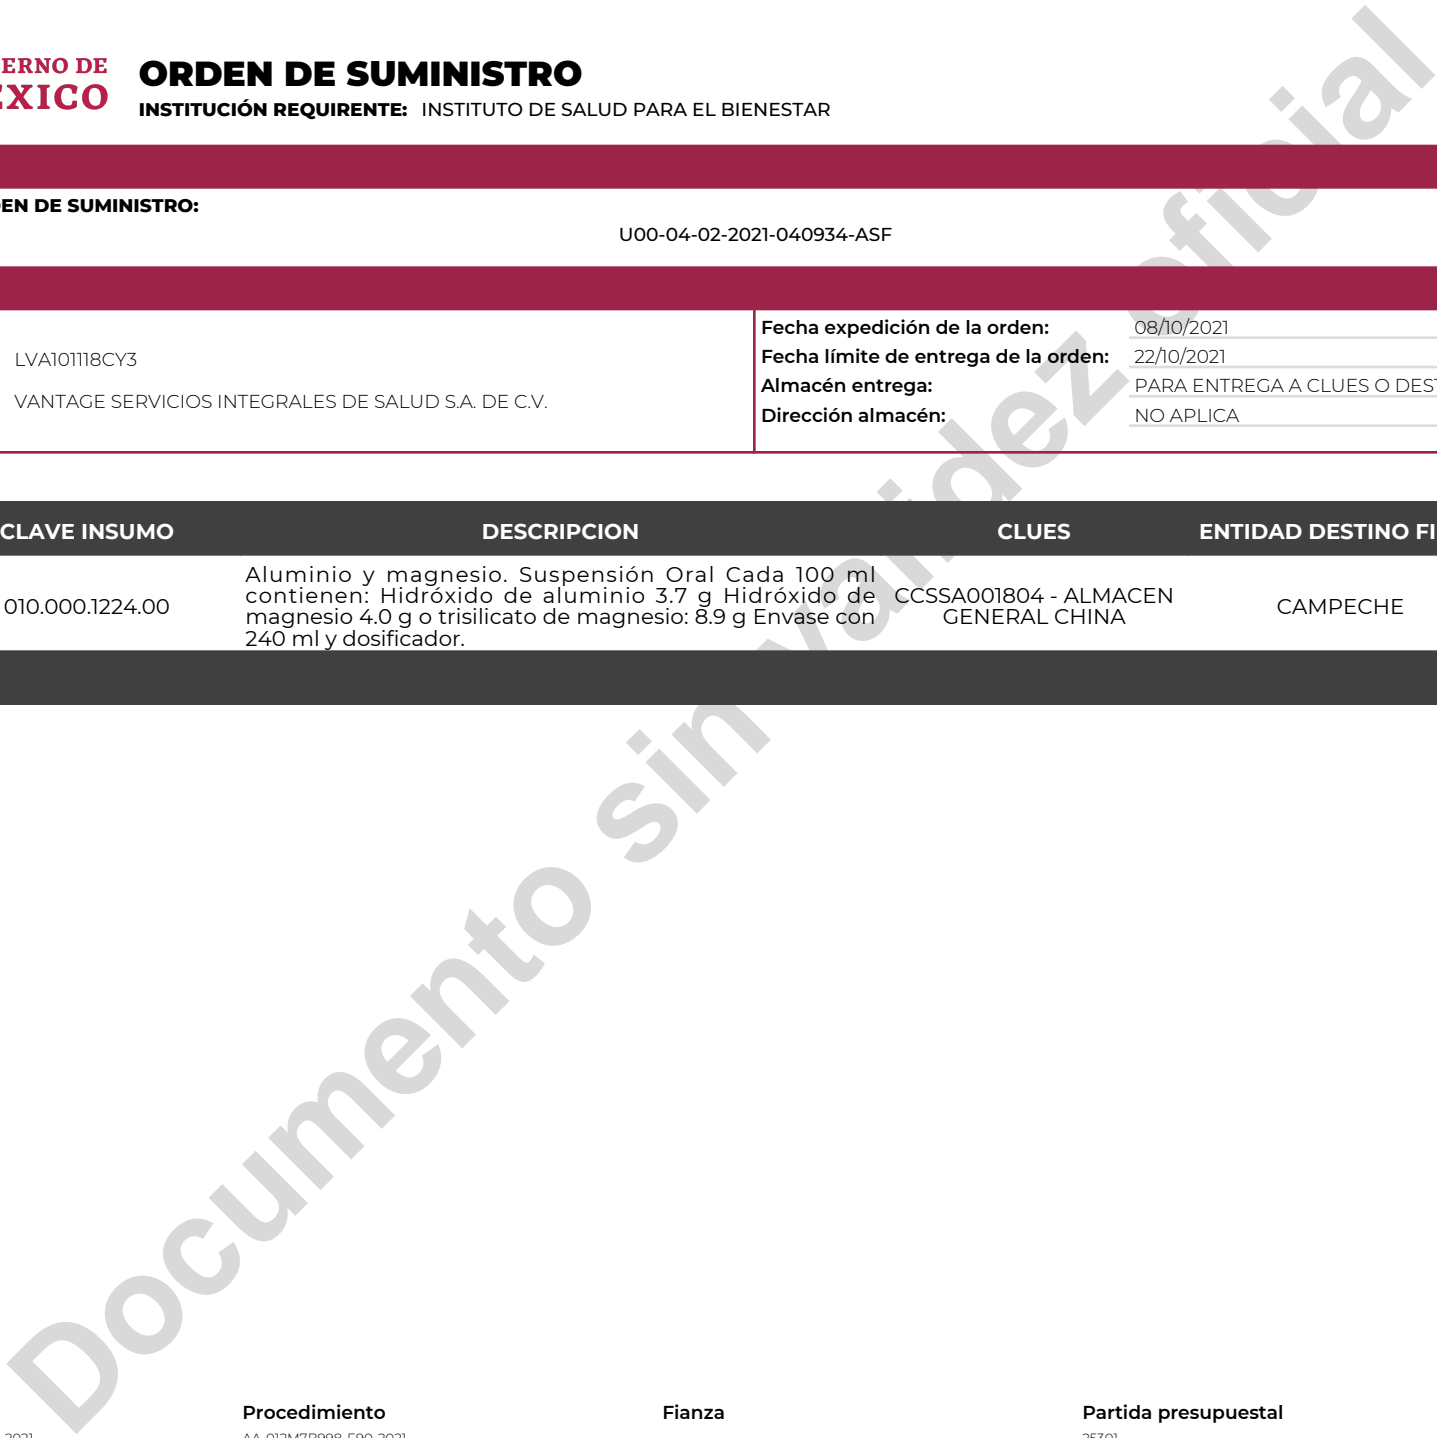 ERNO DE
EXICO
ORDEN DE SUMINISTRO
INSTITUCIÓN REQUIRENTE: INSTITUTO DE SALUD PARA EL BIENESTAR
EN DE SUMINISTRO:
U00-04-02-2021-040934-ASF
LVA101118CY3
VANTAGE SERVICIOS INTEGRALES DE SALUD S.A. DE C.V.
Fecha expedición de la orden: 08/10/2021
Fecha límite de entrega de la orden: 22/10/2021
Almacén entrega: PARA ENTREGA A CLUES O DEST
Dirección almacén: NO APLICA
CLAVE INSUMO DESCRIPCION CLUES ENTIDAD DESTINO FI
010.000.1224.00
Aluminio y magnesio. Suspensión Oral Cada 100 ml
contienen: Hidróxido de aluminio 3.7 g Hidróxido de
magnesio 4.0 g o trisilicato de magnesio: 8.9 g Envase con
240 ml y dosificador.
CCSSA001804 - ALMACEN
GENERAL CHINA
CAMPECHE
Documento sin validez oficial
Procedimiento Fianza Partida presupuestal